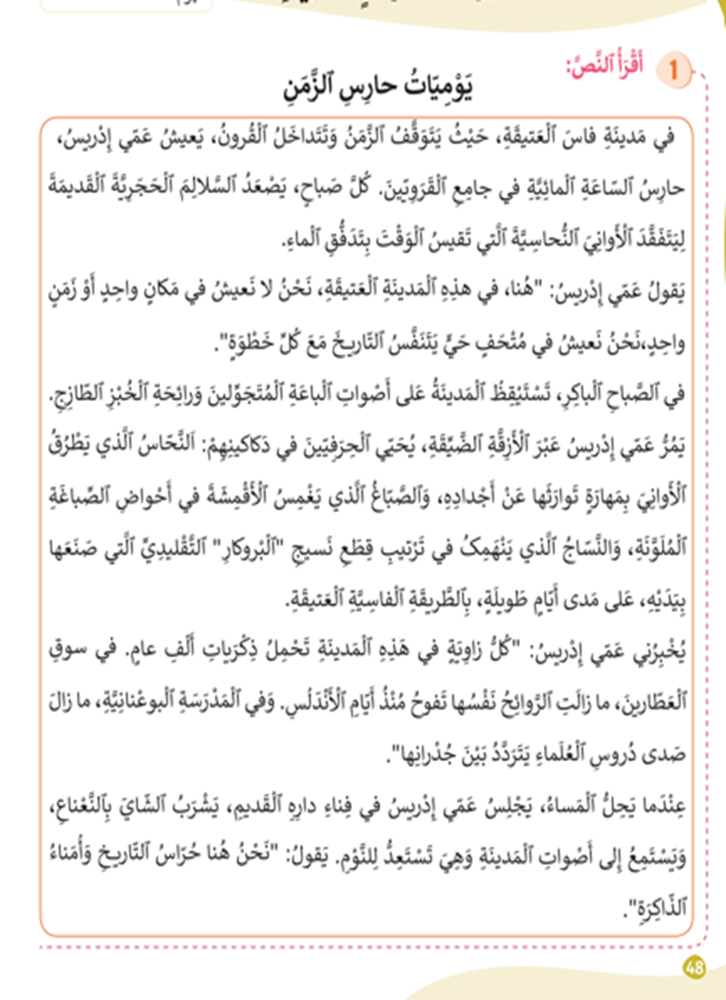 1 أَقْرَأُ ٱلنَّصَّ:
يَوْمِيّاتُ حارِسِ ٱلزَّمَنِ
في مَدينَةِ فاسَ ٱلْعَتيقَةِ، حَيْثُ يَتَوَقَّفُ ٱلزَّمَنُ وَتَتَداخَلُ ٱلْقُرونُ، يَعيشُ عَمّي إِدْريسُ،
حارِسُ ٱلسّاعَةِ ٱلْمائِيَّةِ في جامِعِ ٱلْقَرَوِيّينَ. كُلَّ صَباحٍ، يَصْعَدُ ٱلسَّلالِمَ ٱلْحَجَرِيَّةَ ٱلْقَديمَةَ
لِيَتَفَقَّدَ ٱلْأَوانِيَ ٱلنُّحاسِيَّةَ ٱلَّتي تَقيسُ ٱلْوَقْتَ بِتَدَفُّقِ ٱلْماءِ.
يَقولُ عَمّي إِدْريسُ: "هُنا، في هذِهِ ٱلْمَدينَةِ ٱلْعَتيقَةِ، نَحْنُ لا نَعيشُ في مَكانٍ واحِدٍ أَوْ زَمَنٍ
واحِدٍ،نَحْنُ نَعيشُ في مُتْحَفٍ حَيٍّ يَتَنَفَّسُ ٱلتّاريخَ مَعَ كُلِّ خَطْوَةٍ".
في ٱلصَّباحِ ٱلْباكِرِ، تَسْتَيْقِظُ ٱلْمَدينَةُ عَلى أَصْواتِ ٱلْباعَةِ ٱلْمُتَجَوِّلينَ وَرائِحَةِ ٱلْخُبْزِ ٱلطّازِجِ.
يَمُرُّ عَمّي إِدْريسُ عَبْرَ ٱلْأَزِقَّةِ ٱلضَّيِّقَةِ، يُحَيّي ٱلْحِرَفِيّينَ في دَكاكينِهِمْ: اَلنَّحّاسُ ٱلَّذي يَطْرُقُ
ٱلْأَوانِيَ بِمَهارَةٍ تَوارَثَها عَنْ أَجْدادِهِ، وَٱلصَّبّاغُ ٱلَّذي يَغْمِسُ ٱلْأَقْمِشَةَ في أَحْواضِ ٱلصِّباغَةِ
ٱلْمُلَوَّنَةِ، وَٱلنَّسّاجُ ٱلَّذي يَنْهَمِكُ في تَرْتيبِ قِطَعِ نَسيجِ "ٱلْبْروكارِ" ٱلتَّقْليدِيِّ ٱلَّتي صَنَعَها
بِيَدَيْهِ، عَلى مَدى أَيّامٍ طَويلَةٍ، بِٱلطَّريقَةِ ٱلْفاسِيَّةِ ٱلْعَتيقَةِ.
يُخْبِرُني عَمّي إِدْريسُ: "كُلُّ زاوِيَةٍ في هَذِهِ ٱلْمَدينَةِ تَحْمِلُ ذِكْرَياتِ أَلْفِ عامٍ. في سوقِ
ٱلْعَطّارينَ، ما زالَتِ ٱلرَّوائِحُ نَفْسُها تَفوحُ مُنْذُ أَيّامِ ٱلْأَنْدَلُسِ. وَفي ٱلْمَدْرَسَةِ ٱلْبوعْنانِيَّةِ، ما زالَ
صَدى دُروسِ ٱلْعُلَماءِ يَتَرَدَّدُ بَيْنَ جُدْرانِها".
عِنْدَما يَحِلُّ ٱلْمَساءُ، يَجْلِسُ عَمّي إِدْريسُ في فِناءِ دارِهِ ٱلْقَديمِ، يَشْرَبُ ٱلشّايَ بِٱلنَّعْناعِ،
وَيَسْتَمِعُ إِلى أَصْواتِ ٱلْمَدينَةِ وَهِيَ تَسْتَعِدُّ لِلنَّوْمِ. يَقولُ: "نَحْنُ هُنا حُرّاسُ ٱلتّاريخِ وَأُمَناءُ
ٱلذّاكِرَةِ".
48